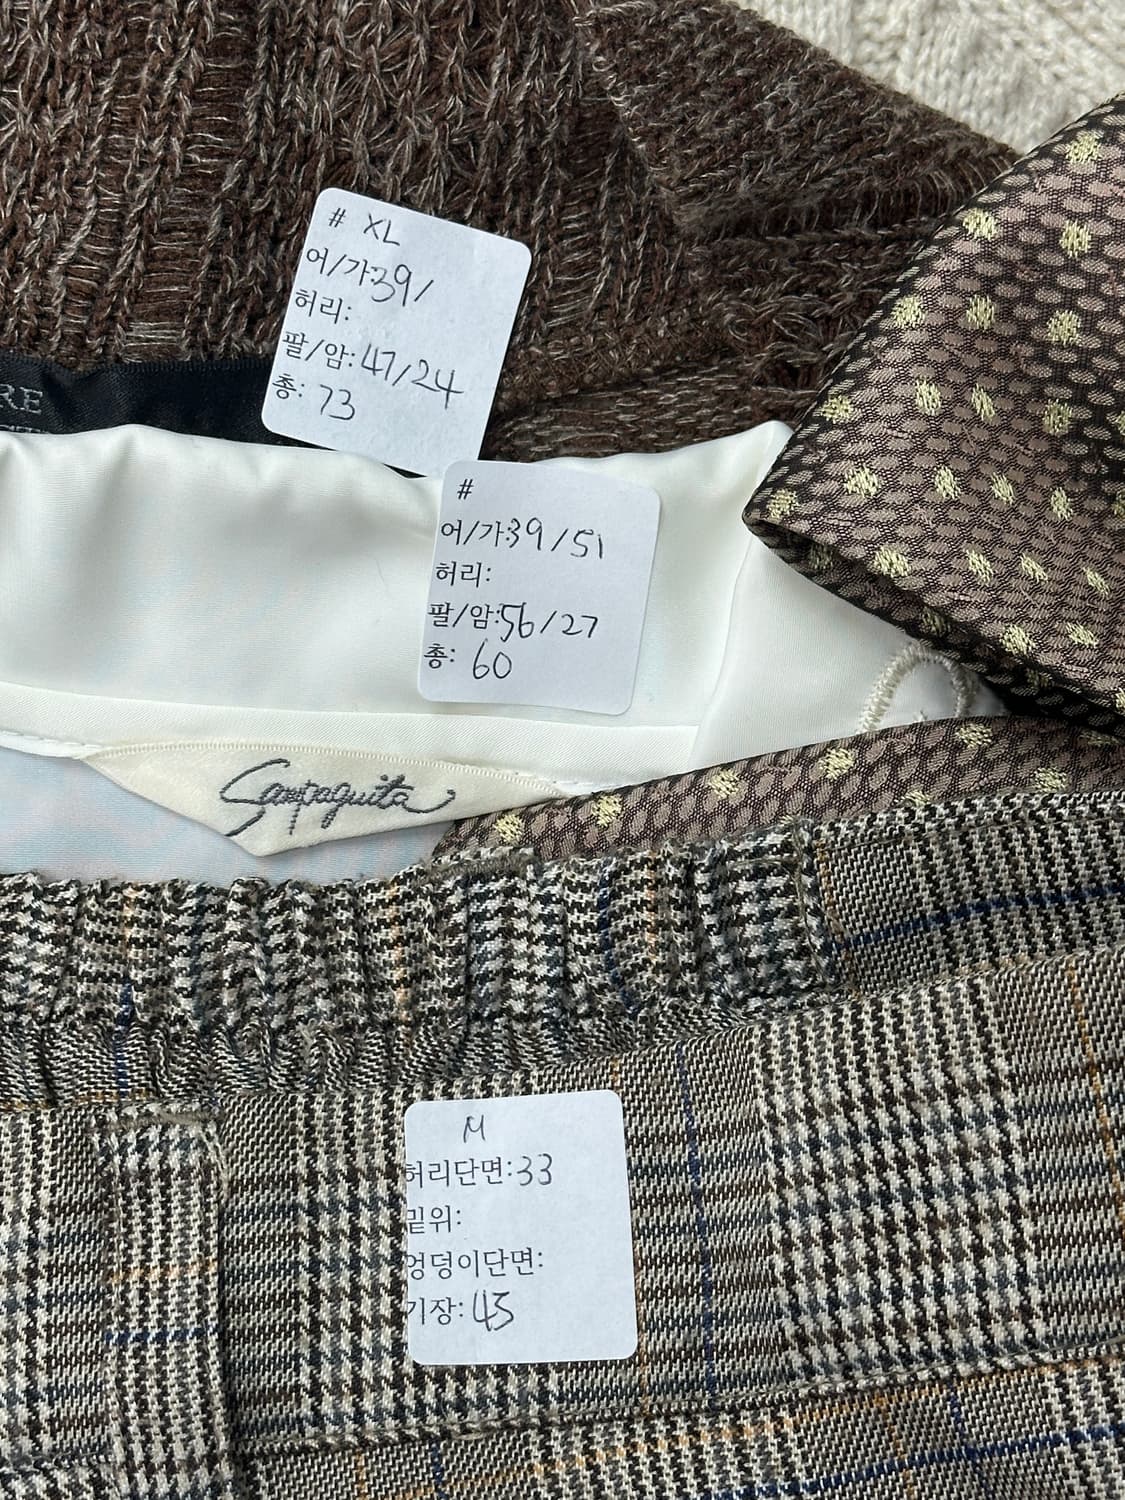 # XL
어/가:39/
허리:
팔/암:47/24
총: 73
RE
#
어/가:39/51
허리:
팔/암:56/27
총: 60
Sampaguita
M
허리단면:33
밑위:
엉덩이단면:
기장:45